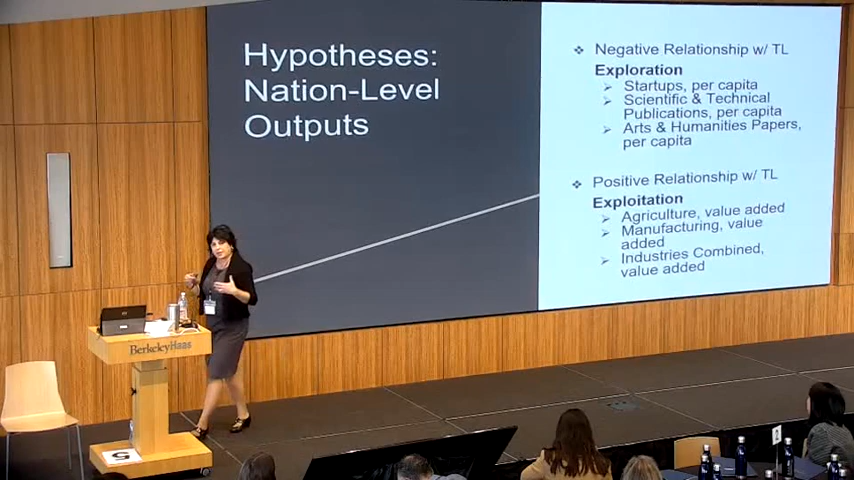 Hypotheses:
Nation-Level
Outputs
❖ Negative Relationship w/ TL
Exploration
➢ Startups, per capita
➢ Scientific & Technical
Publications, per capita
➢ Arts & Humanities Papers,
per capita
❖ Positive Relationship w/ TL
Exploitation
➢ Agriculture, value added
➢ Manufacturing, value
added
➢ Industries Combined,
value added
BerkeleyHaas
5